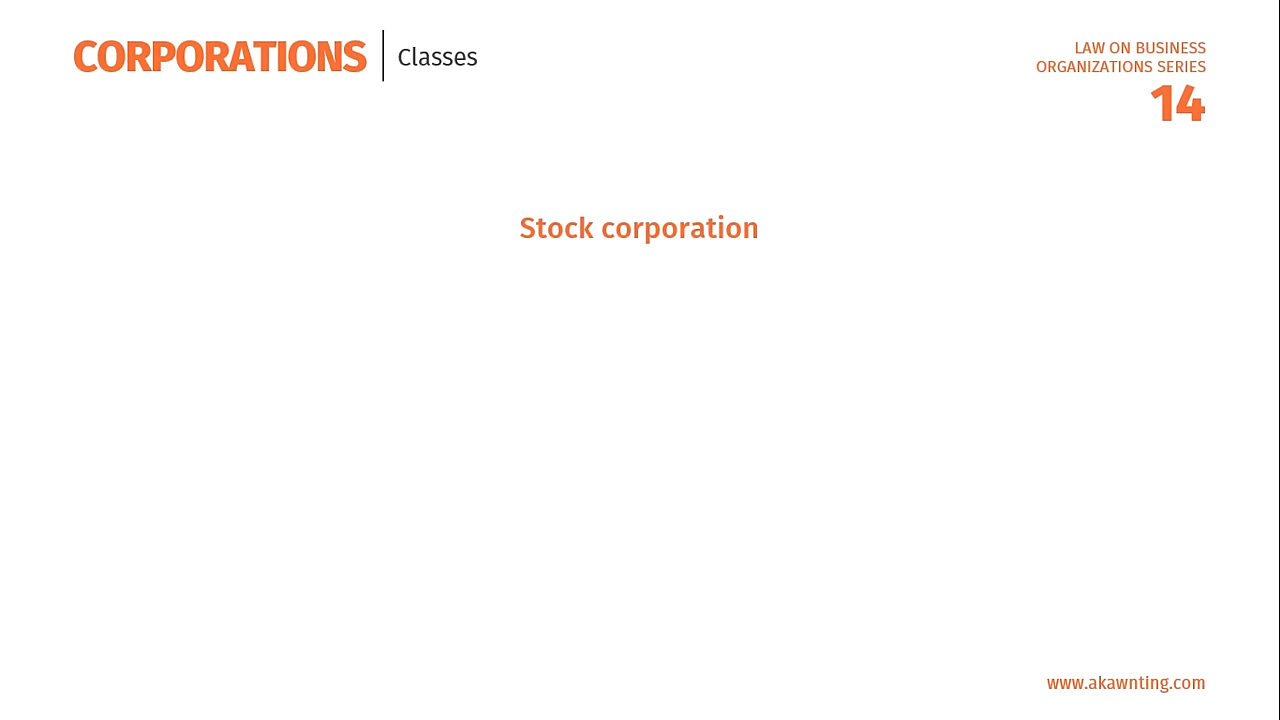 CORPORATIONS
Classes
LAW ON BUSINESS
ORGANIZATIONS SERIES
14
Stock corporation
www.akawnting.com